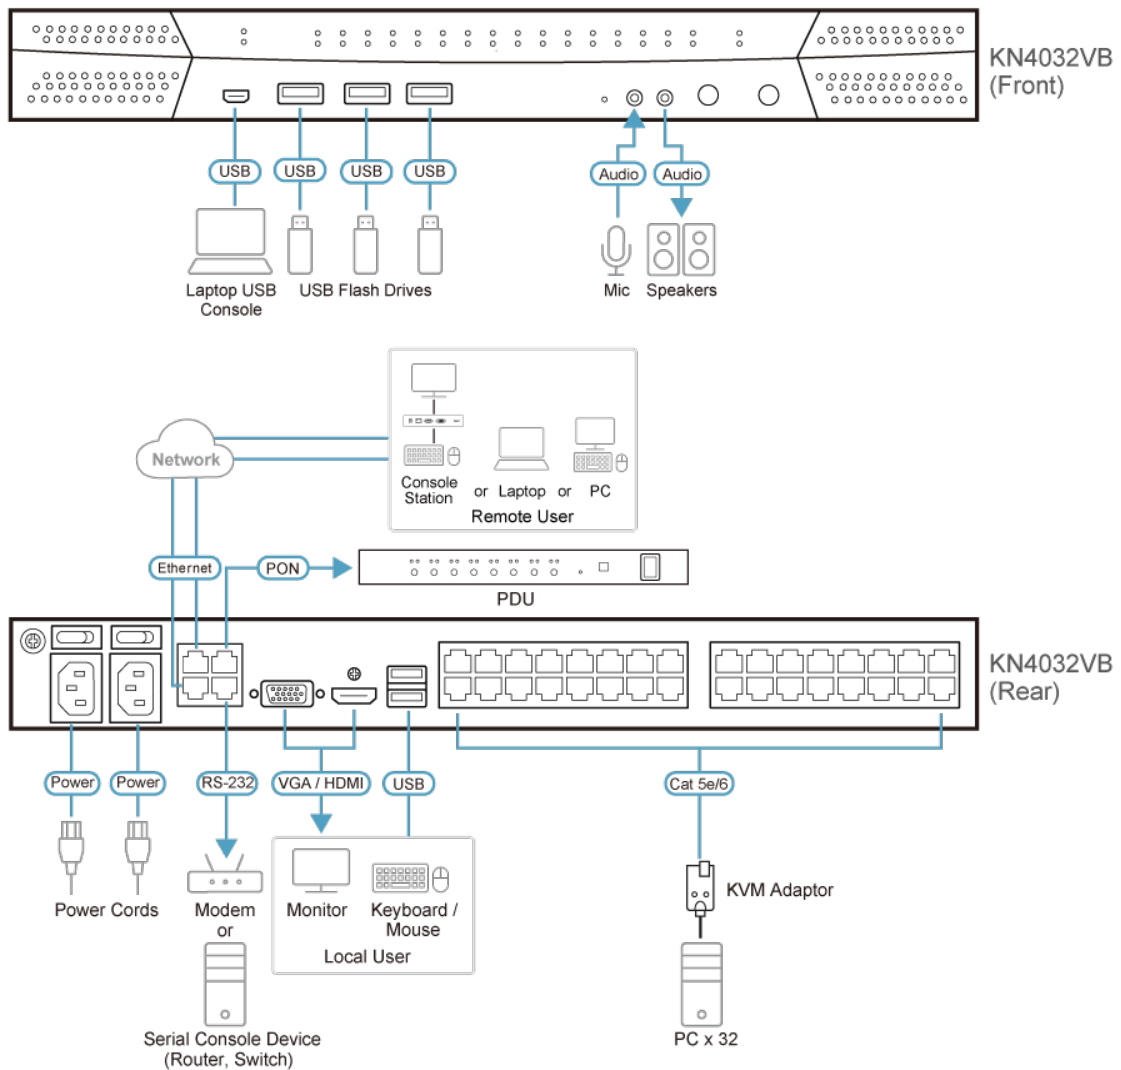 KN4032VB
(Front)
USB
USB
USB
USB
Audio
Audio
Laptop USB
Console
USB Flash Drives
Mic
Speakers
Network
Console
Station
or
Laptop
or
PC
Remote User
Ethernet
PON
PDU
KN4032VB
(Rear)
Power
Power
RS-232
VGA / HDMI
USB
Cat 5e/6
KVM Adaptor
Power Cords
Modem
or
Monitor
Keyboard /
Mouse
Local User
Serial Console Device
(Router, Switch)
PC x 32